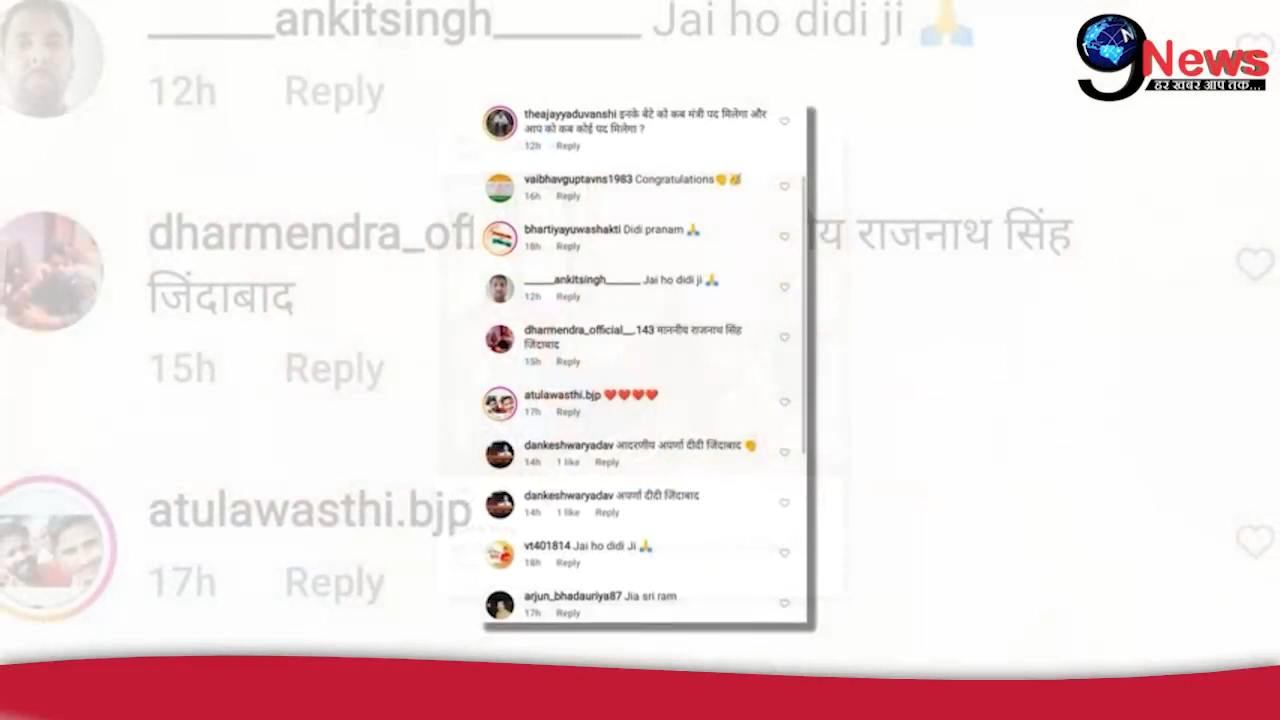 ______ankitsingh_______ Jai ho didi ji 🙏
12h Reply
9News
हर खबर आप तक...
theajayyaduvanshi इनके बेटे को कब मंत्री पद मिलेगा और
आप को कब कोई पद मिलेगा ?
12h Reply
vaibhavguptavns1983 Congratulations👏🥳
16h Reply
bhartiyayuwashakti Didi pranam 🙏
18h Reply
______ankitsingh_______ Jai ho didi ji 🙏
12h Reply
dharmendra_official__.143 माननीय राजनाथ सिंह
जिंदाबाद
15h Reply
atulawasthi.bjp ❤️❤️❤️❤️
17h Reply
dankeshwaryadav आदरणीय अपर्णा दीदी जिंदाबाद 👏
14h 1 like Reply
dankeshwaryadav अपर्णा दीदी जिंदाबाद
14h 1 like Reply
vt401814 Jai ho didi Ji 🙏
18h Reply
arjun_bhadauriya87 Jia sri ram
17h Reply
dharmendra_offi य राजनाथ सिंह
जिंदाबाद
15h Reply
atulawasthi.bjp
17h Reply